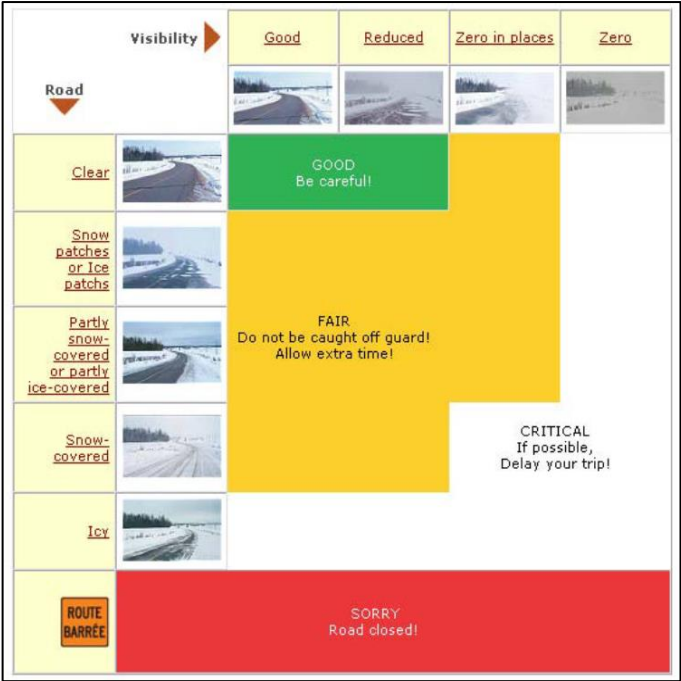 Visibility
Good
Reduced
Zero in places
Zero
Road
Clear
GOOD
Be careful!
Snow
patches
or Ice
patchs
Partly
snow-
covered
or partly
ice-covered
FAIR
Do not be caught off guard!
Allow extra time!
Snow-
covered
CRITICAL
If possible,
Delay your trip!
Icy
ROUTE
BARRÉE
SORRY
Road closed!